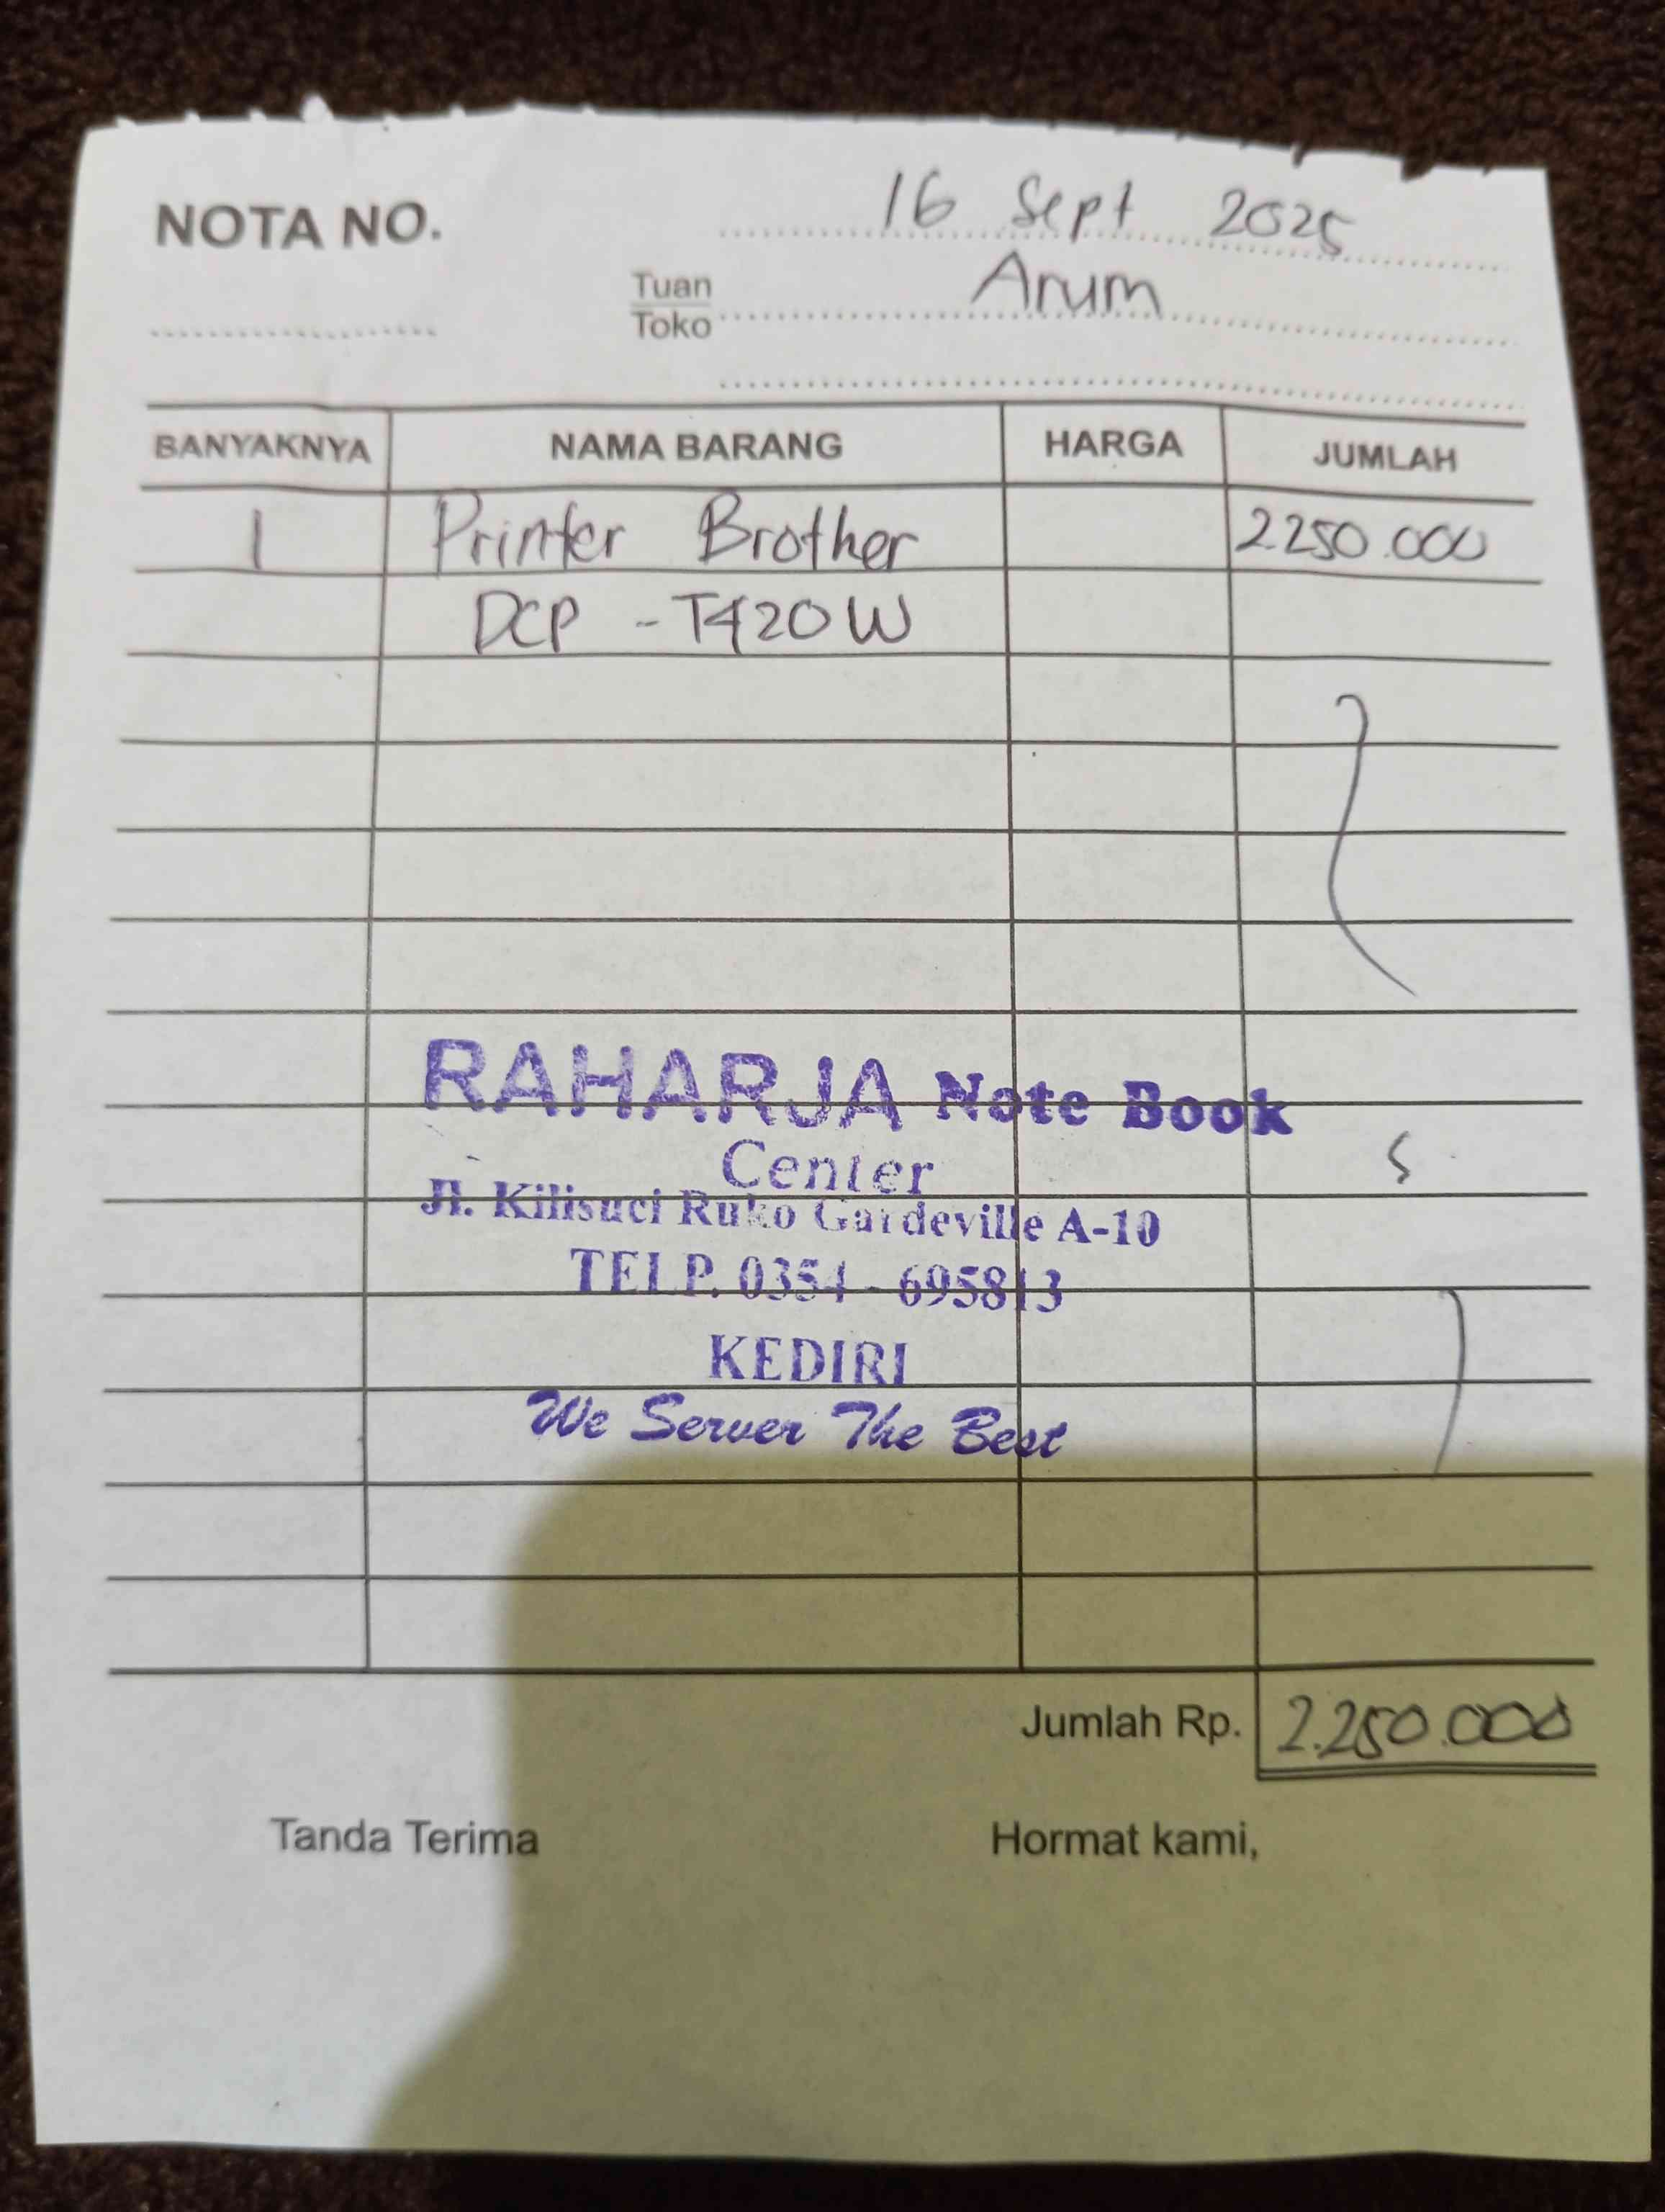 NOTA NO.
16 Sept 2025
Tuan
Toko
Arum
BANYAKNYA NAMA BARANG HARGA JUMLAH
1 Printer Brother 2.250.000
DCP - T420W
RAHARJA Note Book
Center
Jl. Kilisuci Ruko Gardeville A-10
TELP. 0354 - 695813
KEDIRI
We Server The Best
Jumlah Rp. 2.250.000
Tanda Terima Hormat kami,